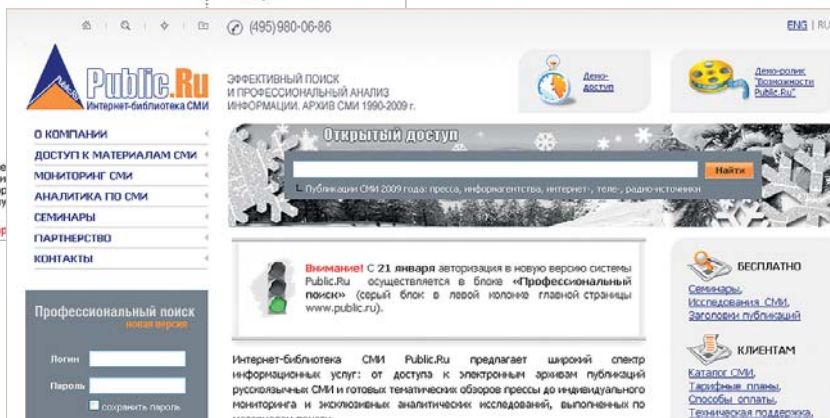 (495)980-06-86
ENG | RU
Public.Ru
Public.Ru
Интернет-библиотека СМИ
ЭФФЕКТИВНЫЙ ПОИСК
И ПРОФЕССИОНАЛЬНЫЙ АНАЛИЗ
ИНФОРМАЦИИ. АРХИВ СМИ 1990-2009 г.
Демо-
доступ
Демо-ролик
"Возможности
Public.Ru"
О КОМПАНИИ
ДОСТУП К МАТЕРИАЛАМ СМИ
МОНИТОРИНГ СМИ
АНАЛИТИКА ПО СМИ
СЕМИНАРЫ
ПАРТНЕРСТВО
КОНТАКТЫ
Открытый доступ
Найти
Публикации СМИ 2009 года: пресса, информагентства, интернет-, теле-, радио-источники
Внимание! С 21 января авторизация в новую версию системы
Public.Ru осуществляется в блоке «Профессиональный
поиск» (серый блок в левой колонке главной страницы
www.public.ru).
Профессиональный поиск
новая версия
Логин
Пароль
сохранить пароль
Интернет-библиотека СМИ Public.Ru предлагает широкий спектр
информационных услуг: от доступа к электронным архивам публикаций
русскоязычных СМИ и готовых тематических обзоров прессы до индивидуального
мониторинга и эксклюзивных аналитических исследований, выполненных по
БЕСПЛАТНО
Семинары,
Исследования СМИ,
Заголовки публикаций
КЛИЕНТАМ
Каталог СМИ,
Тарифные планы,
Способы оплаты,
Техническая поддержка,